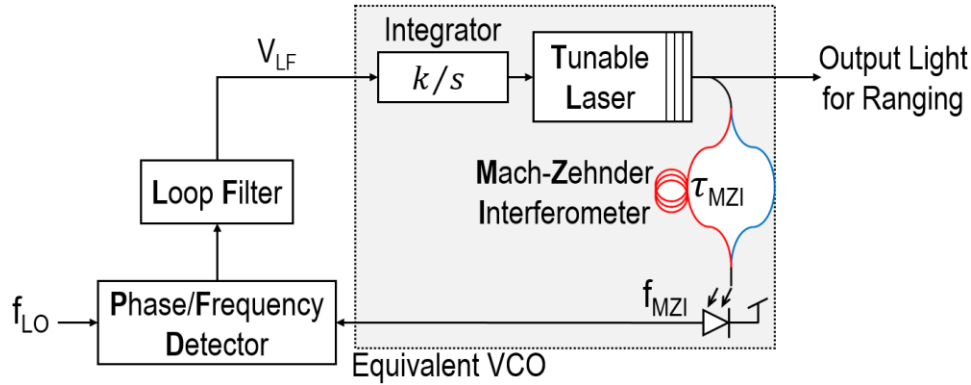 Integrator
k/s
V_LF
Tunable
Laser
Output Light
for Ranging
Mach-Zehnder
Interferometer
τ_MZI
Loop Filter
f_LO
Phase/Frequency
Detector
f_MZI
Equivalent VCO